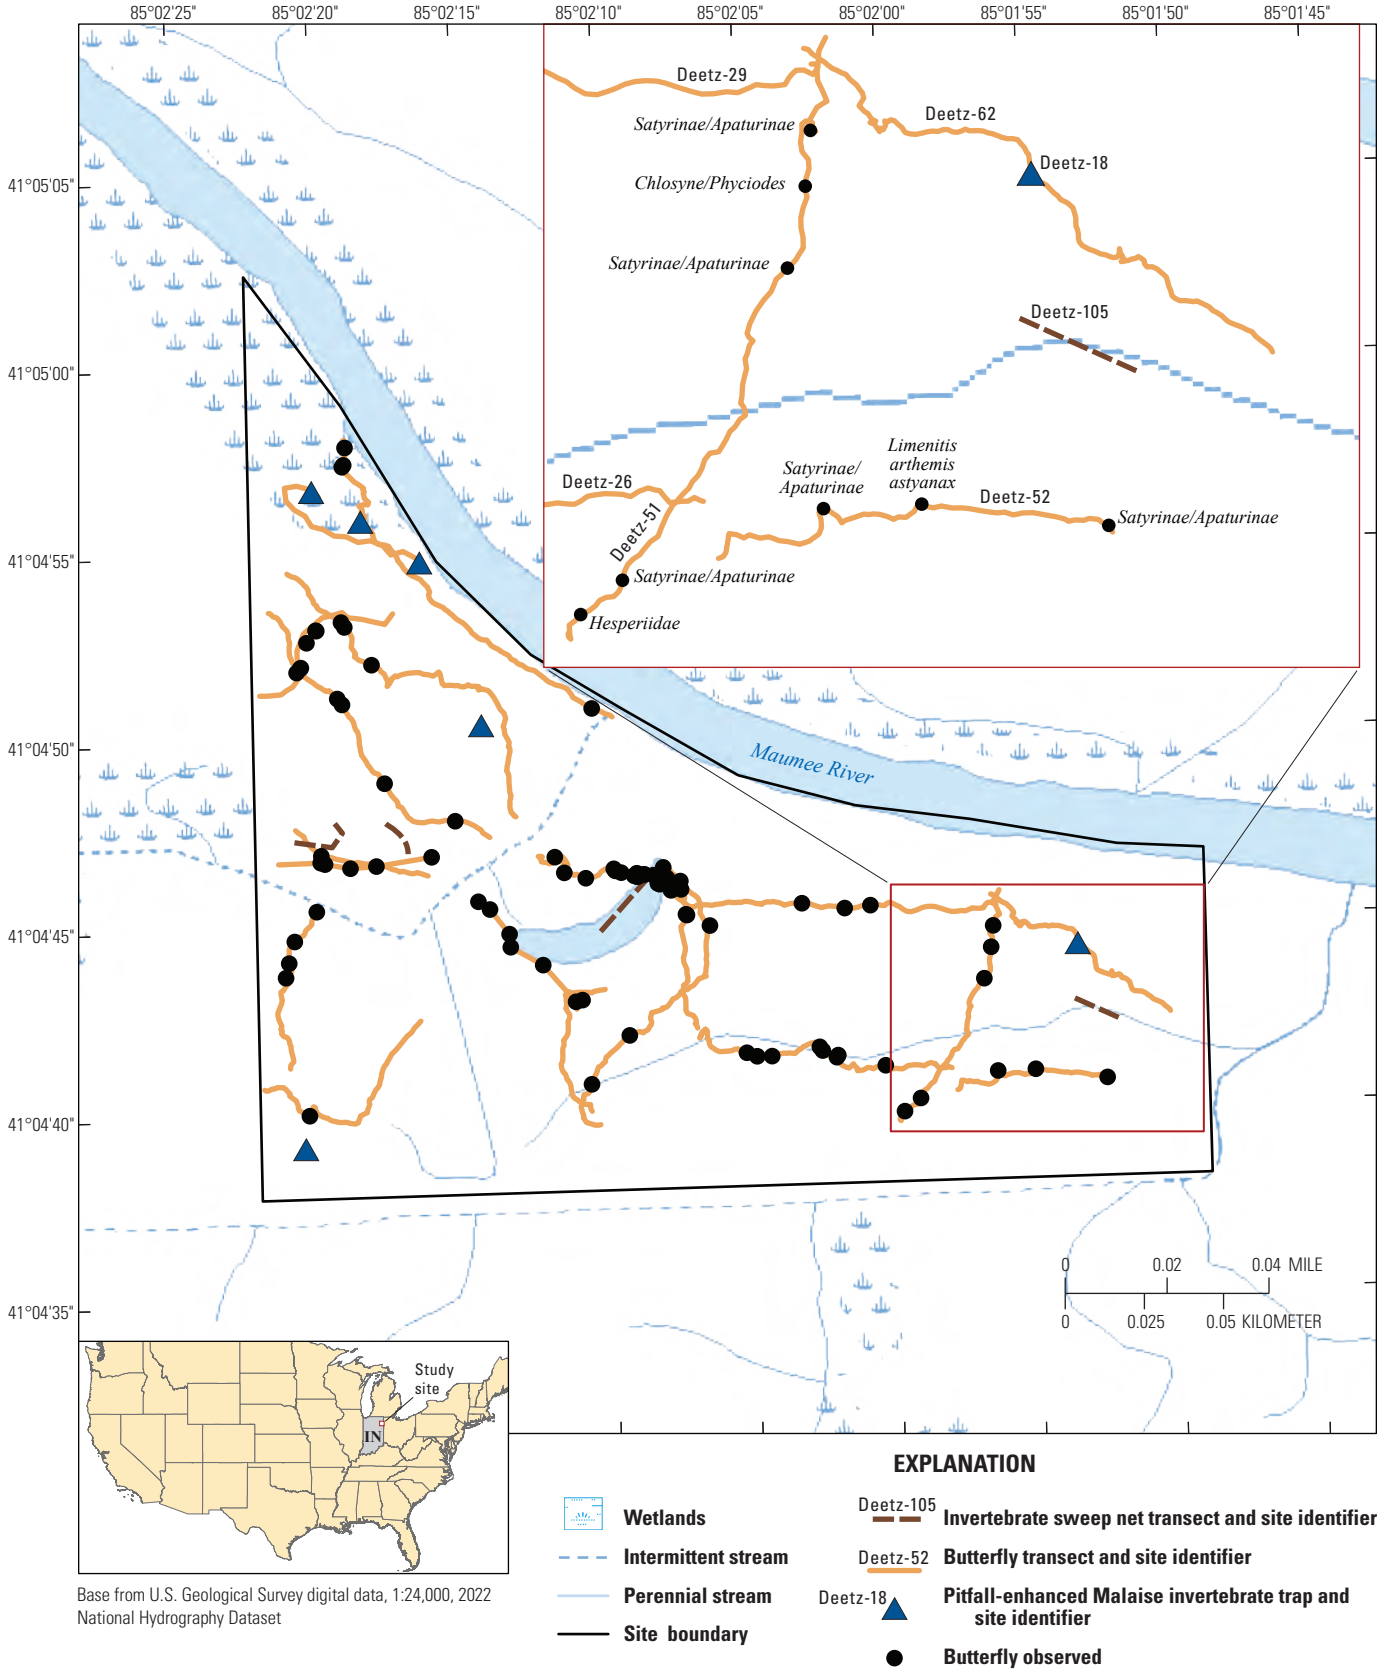 85°02'25" 85°02'20" 85°02'15" 85°02'10" 85°02'05" 85°02'00" 85°01'55" 85°01'50" 85°01'45"
41°05'05"
41°05'00"
41°04'55"
41°04'50"
41°04'45"
41°04'40"
41°04'35"
Deetz-29
Deetz-62
Satyrinae/Apaturinae
Deetz-18
Chlosyne/Phyciodes
Satyrinae/Apaturinae
Deetz-105
Limenitis
arthemis
astyanax
Satyrinae/
Apaturinae
Deetz-26
Deetz-52
Deetz-51
Satyrinae/Apaturinae
Satyrinae/Apaturinae
Hesperiidae
Maumee River
0 0.02 0.04 MILE
0 0.025 0.05 KILOMETER
Study
site
IN
Base from U.S. Geological Survey digital data, 1:24,000, 2022
National Hydrography Dataset
EXPLANATION
Wetlands
Intermittent stream
Perennial stream
Site boundary
Deetz-105 Invertebrate sweep net transect and site identifier
Deetz-52 Butterfly transect and site identifier
Deetz-18 Pitfall-enhanced Malaise invertebrate trap and
site identifier
Butterfly observed